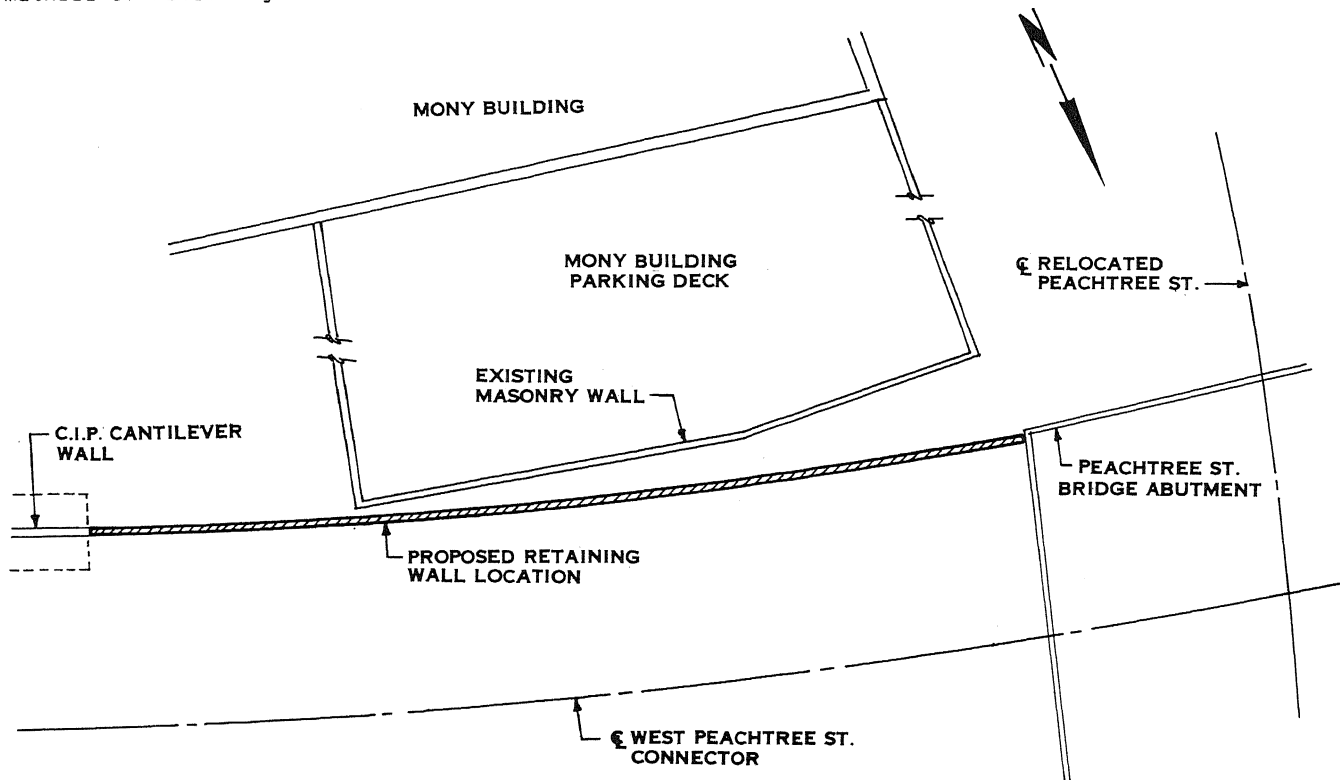 N
MONY BUILDING
MONY BUILDING
PARKING DECK
℄ RELOCATED
PEACHTREE ST.
EXISTING
MASONRY WALL
C.I.P. CANTILEVER
WALL
PEACHTREE ST.
BRIDGE ABUTMENT
PROPOSED RETAINING
WALL LOCATION
℄ WEST PEACHTREE ST.
CONNECTOR